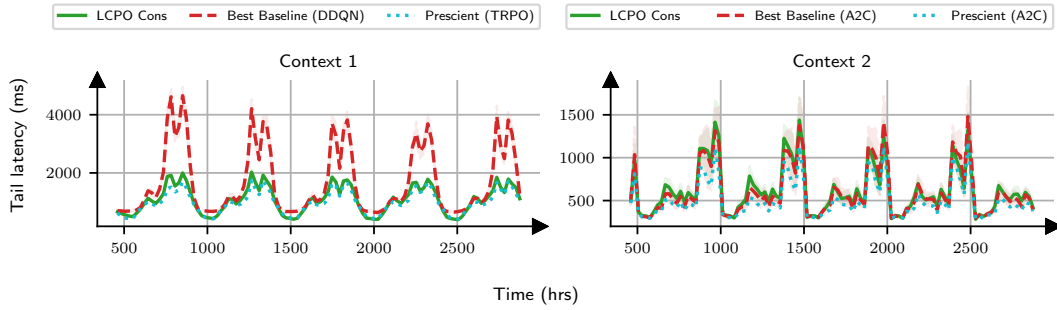 LCPO Cons Best Baseline (DDQN) Prescient (TRPO)
LCPO Cons Best Baseline (A2C) Prescient (A2C)
Context 1
Context 2
Tail latency (ms)
4000
2000
500 1000 1500 2000 2500
1500
1000
500
500 1000 1500 2000 2500
Time (hrs)